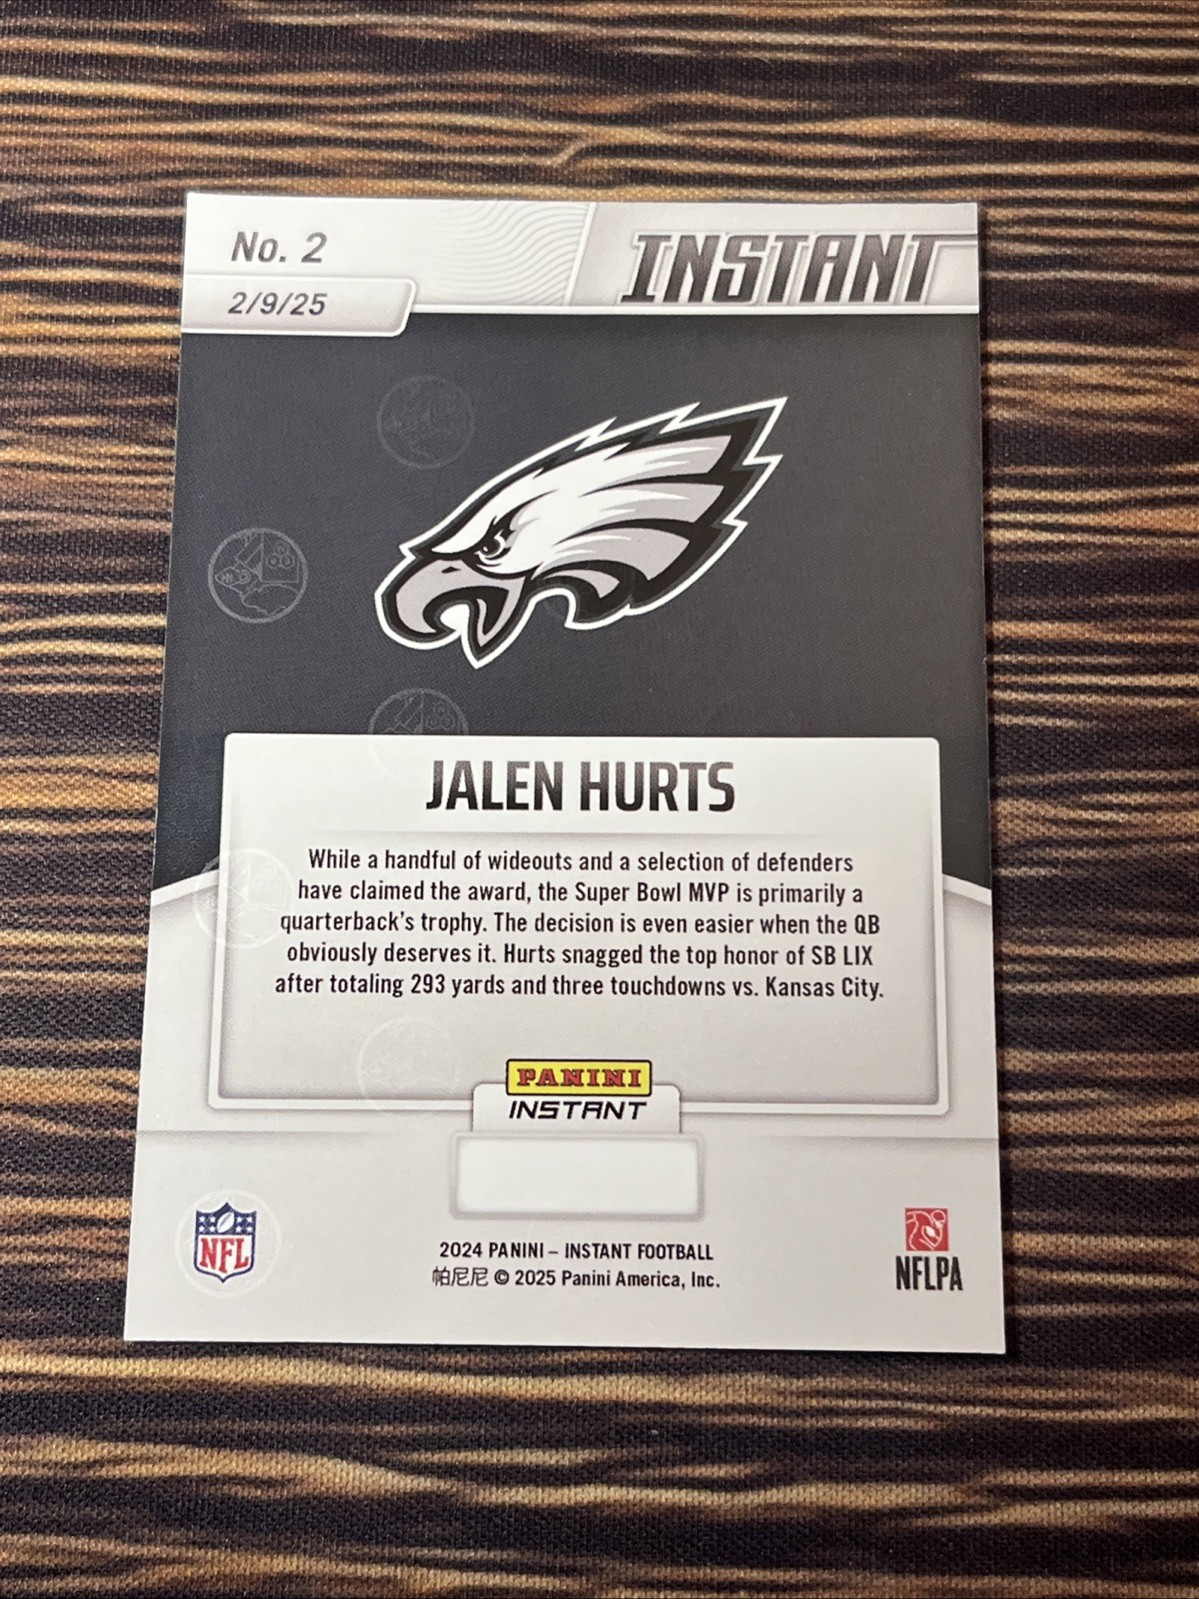 No. 2
INSTANT
2/9/25
JALEN HURTS
While a handful of wideouts and a selection of defenders
have claimed the award, the Super Bowl MVP is primarily a
quarterback's trophy. The decision is even easier when the QB
obviously deserves it. Hurts snagged the top honor of SB LIX
after totaling 293 yards and three touchdowns vs. Kansas City.
PANINI
INSTANT
NFL
2024 PANINI – INSTANT FOOTBALL
帕尼尼 © 2025 Panini America, Inc.
NFLPA